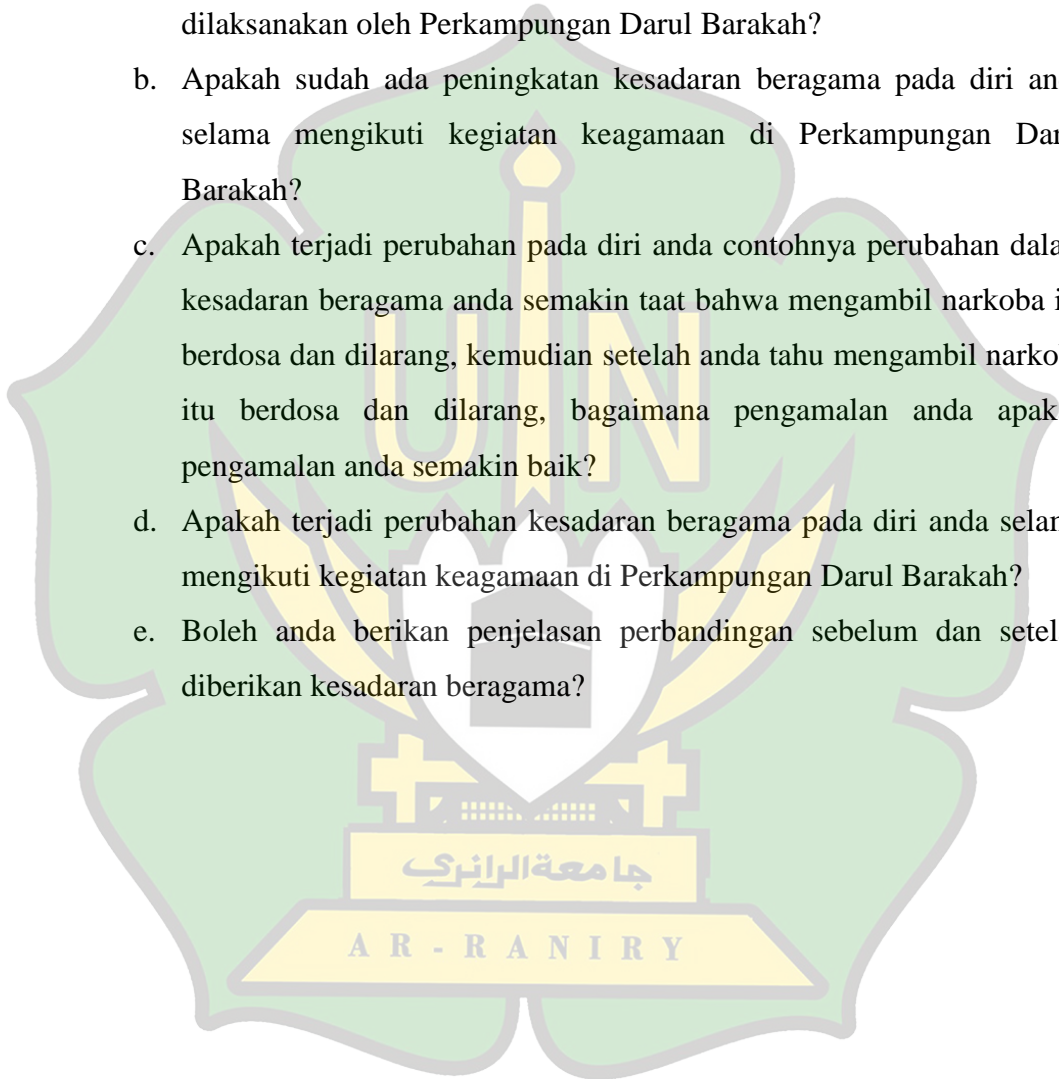 dilaksanakan oleh Perkampungan Darul Barakah?
b. Apakah sudah ada peningkatan kesadaran beragama pada diri an
selama mengikuti kegiatan keagamaan di Perkampungan Dar
Barakah?
c. Apakah terjadi perubahan pada diri anda contohnya perubahan dala
kesadaran beragama anda semakin taat bahwa mengambil narkoba i
berdosa dan dilarang, kemudian setelah anda tahu mengambil narko
itu berdosa dan dilarang, bagaimana pengamalan anda apak
pengamalan anda semakin baik?
d. Apakah terjadi perubahan kesadaran beragama pada diri anda selan
mengikuti kegiatan keagamaan di Perkampungan Darul Barakah?
e. Boleh anda berikan penjelasan perbandingan sebelum dan setel
diberikan kesadaran beragama?
UIN
جامعةالرانري
AR-RANIRY